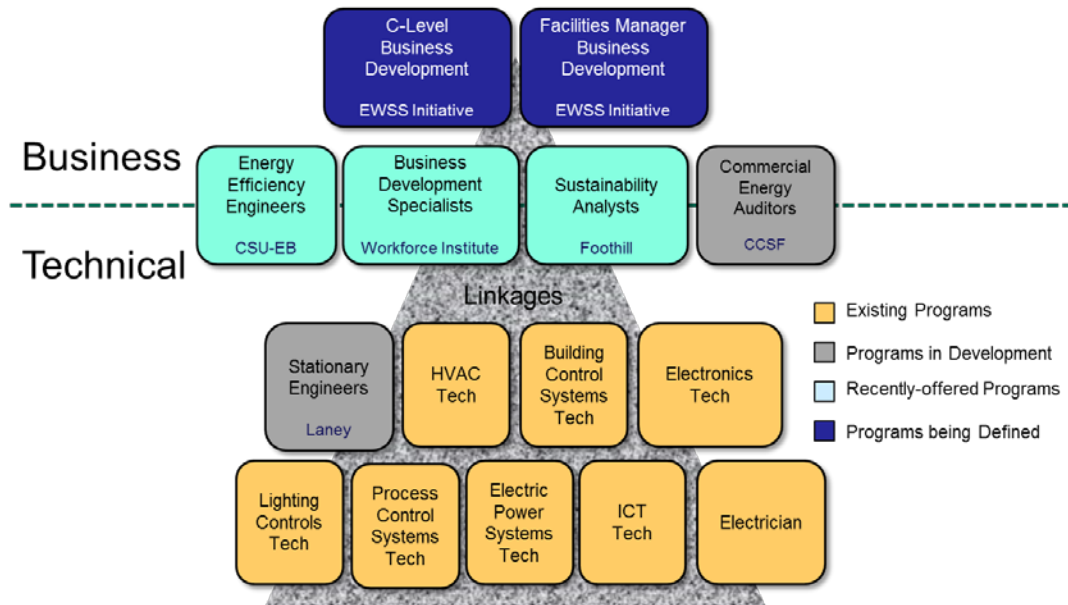 C-Level
Business
Development
EWSS Initiative
Facilities Manager
Business
Development
EWSS Initiative
Business
Energy
Efficiency
Engineers
CSU-EB
Business
Development
Specialists
Workforce Institute
Sustainability
Analysts
Foothill
Commercial
Energy
Auditors
CCSF
Technical
Linkages
Existing Programs
Programs in Development
Recently-offered Programs
Programs being Defined
Stationary
Engineers
Laney
HVAC
Tech
Building
Control
Systems
Tech
Electronics
Tech
Lighting
Controls
Tech
Process
Control
Systems
Tech
Electric
Power
Systems
Tech
ICT
Tech
Electrician